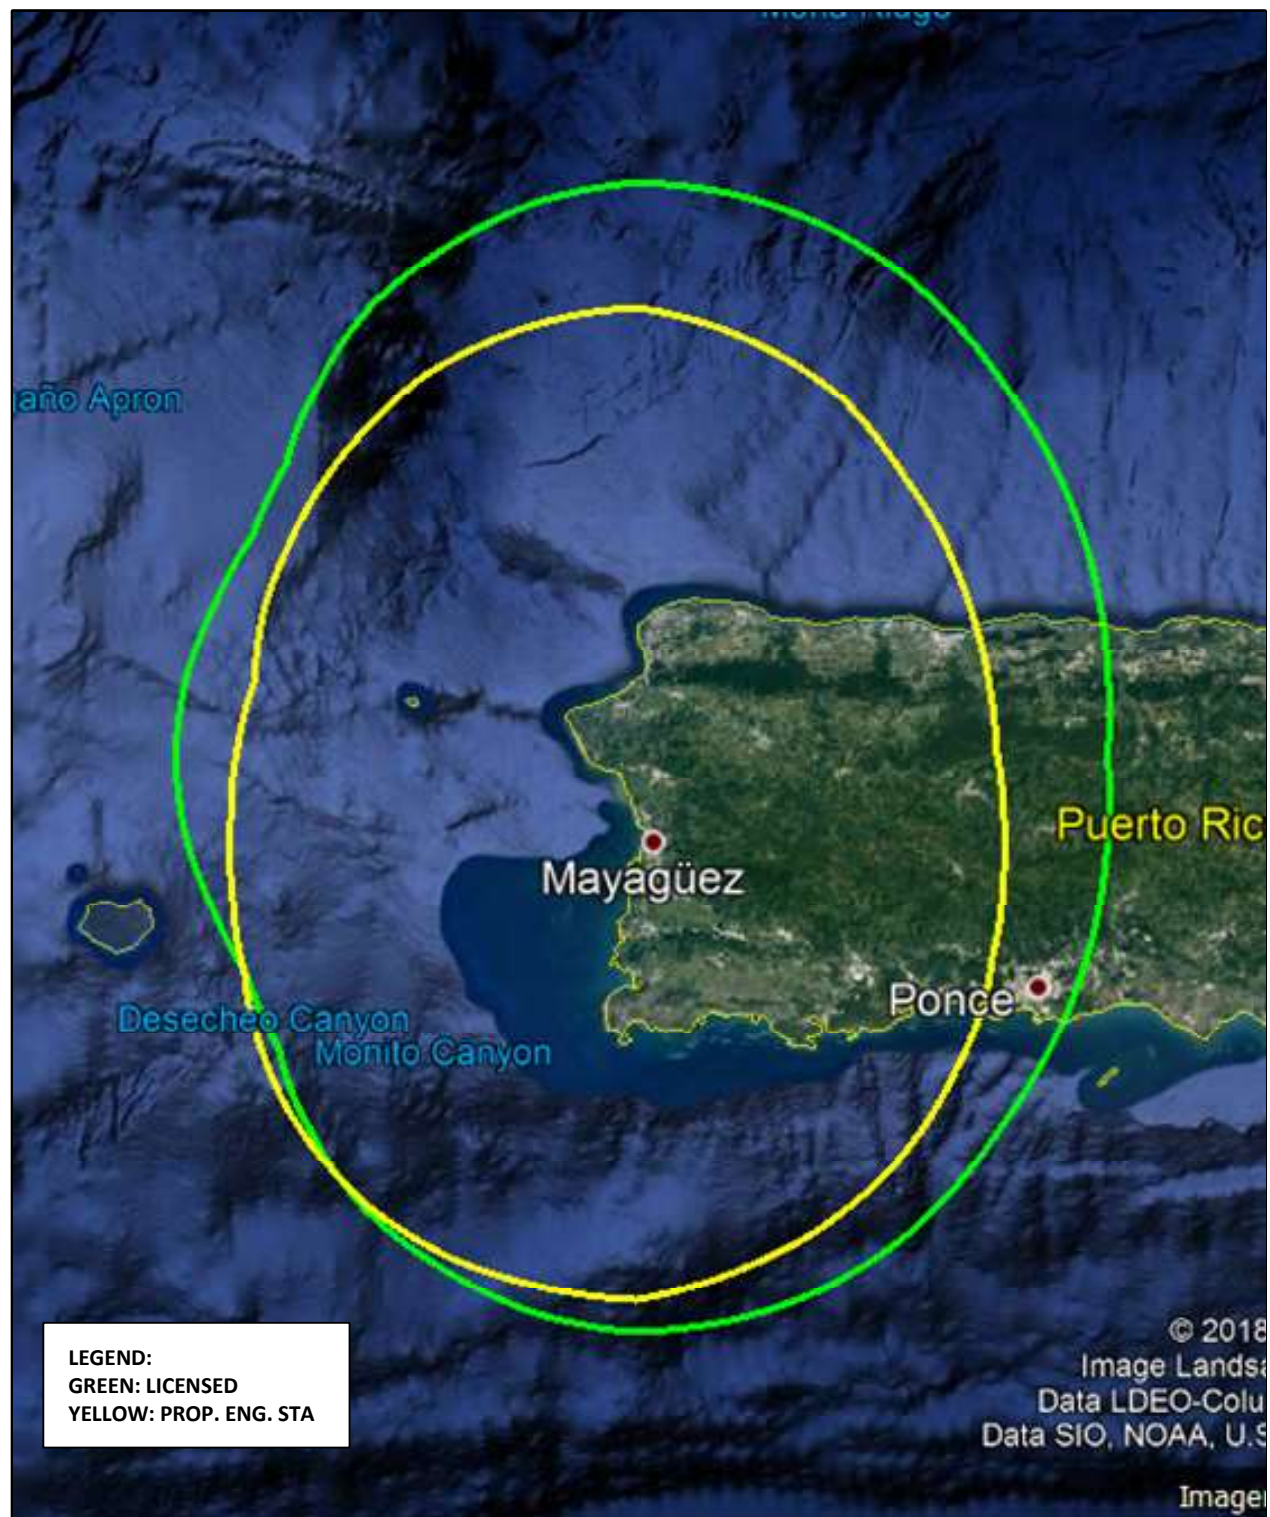 año Apron
Mayagüez
Puerto Ric
Ponce
Desecheo Canyon
Monito Canyon
LEGEND:
GREEN: LICENSED
YELLOW: PROP. ENG. STA
© 2018
Image Landsa
Data LDEO-Colu
Data SIO, NOAA, U.S
Image